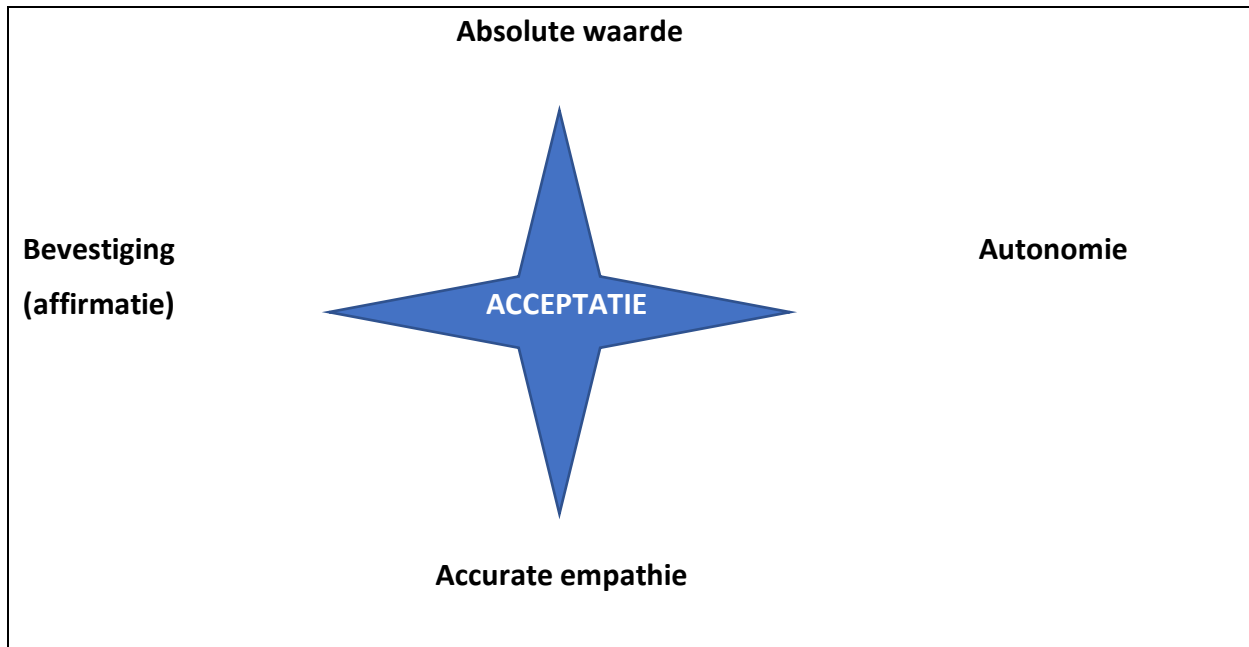 Absolute waarde
Bevestiging
(affirmatie)
Autonomie
ACCEPTATIE
Accurate empathie